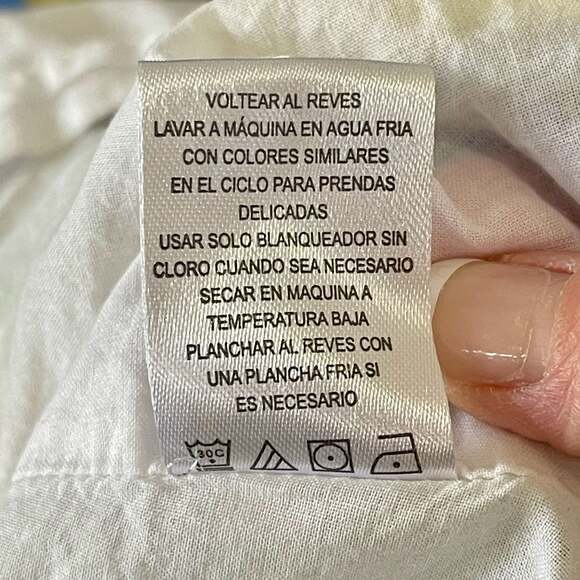 VOLTEAR AL REVES
LAVAR A MÁQUINA EN AGUA FRIA
CON COLORES SIMILARES
EN EL CICLO PARA PRENDAS
DELICADAS
USAR SOLO BLANQUEADOR SIN
CLORO CUANDO SEA NECESARIO
SECAR EN MAQUINA A
TEMPERATURA BAJA
PLANCHAR AL REVES CON
UNA PLANCHA FRIA SI
ES NECESARIO
30C